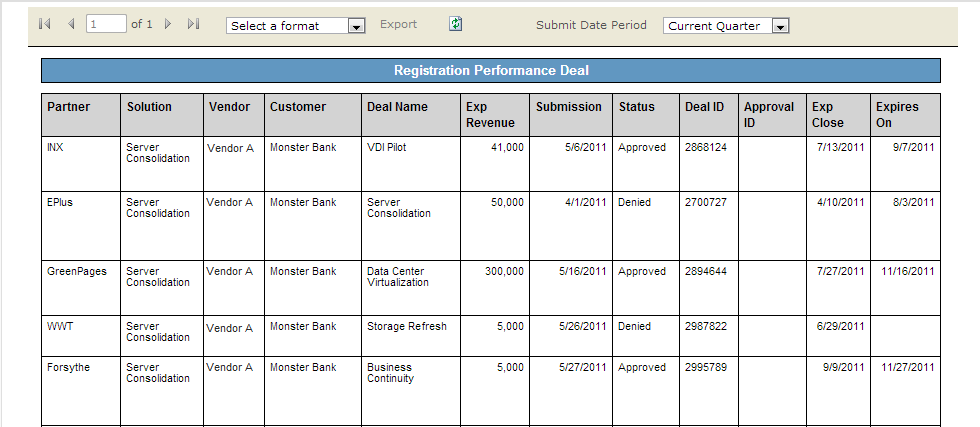 1 of 1 Select a format Export Submit Date Period Current Quarter
Registration Performance Deal
Partner Solution Vendor Customer Deal Name Exp Revenue Submission Status Deal ID Approval ID Exp Close Expires On
INX Server Consolidation Vendor A Monster Bank VDI Pilot 41,000 5/6/2011 Approved 2868124 7/13/2011 9/7/2011
EPlus Server Consolidation Vendor A Monster Bank Server Consolidation 50,000 4/1/2011 Denied 2700727 4/10/2011 8/3/2011
GreenPages Server Consolidation Vendor A Monster Bank Data Center Virtualization 300,000 5/16/2011 Approved 2894644 7/27/2011 11/16/2011
WWT Server Consolidation Vendor A Monster Bank Storage Refresh 5,000 5/26/2011 Denied 2987822 6/29/2011
Forsythe Server Consolidation Vendor A Monster Bank Business Continuity 5,000 5/27/2011 Approved 2995789 9/9/2011 11/27/2011